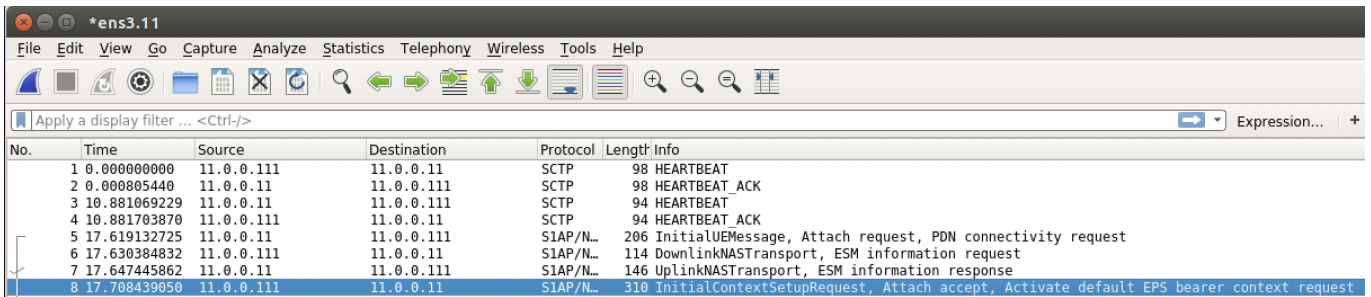 *ens3.11
File Edit View Go Capture Analyze Statistics Telephony Wireless Tools Help
Apply a display filter ... <Ctrl-/> Expression... +
No. Time Source Destination Protocol Length Info
1 0.000000000 11.0.0.111 11.0.0.11 SCTP 98 HEARTBEAT
2 0.000805440 11.0.0.11 11.0.0.111 SCTP 98 HEARTBEAT_ACK
3 10.881069229 11.0.0.11 11.0.0.111 SCTP 94 HEARTBEAT
4 10.881703870 11.0.0.111 11.0.0.11 SCTP 94 HEARTBEAT_ACK
5 17.619132725 11.0.0.11 11.0.0.111 S1AP/N… 206 InitialUEMessage, Attach request, PDN connectivity request
6 17.630384832 11.0.0.111 11.0.0.11 S1AP/N… 114 DownlinkNASTransport, ESM information request
7 17.647445862 11.0.0.11 11.0.0.111 S1AP/N… 146 UplinkNASTransport, ESM information response
8 17.708439050 11.0.0.111 11.0.0.11 S1AP/N… 310 InitialContextSetupRequest, Attach accept, Activate default EPS bearer context request